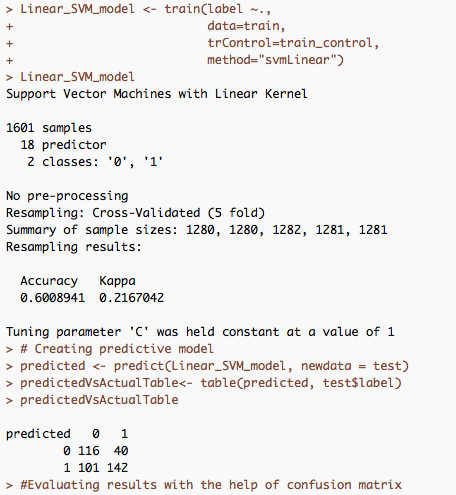 > Linear_SVM_model <- train(label ~.,
+                           data=train,
+                           trControl=train_control,
+                           method="svmLinear")
> Linear_SVM_model
Support Vector Machines with Linear Kernel

1601 samples
  18 predictor
   2 classes: '0', '1'

No pre-processing
Resampling: Cross-Validated (5 fold)
Summary of sample sizes: 1280, 1280, 1282, 1281, 1281
Resampling results:

  Accuracy   Kappa
  0.6008941  0.2167042

Tuning parameter 'C' was held constant at a value of 1
> # Creating predictive model
> predicted <- predict(Linear_SVM_model, newdata = test)
> predictedVsActualTable<- table(predicted, test$label)
> predictedVsActualTable

predicted   0   1
        0 116  40
        1 101 142
> #Evaluating results with the help of confusion matrix